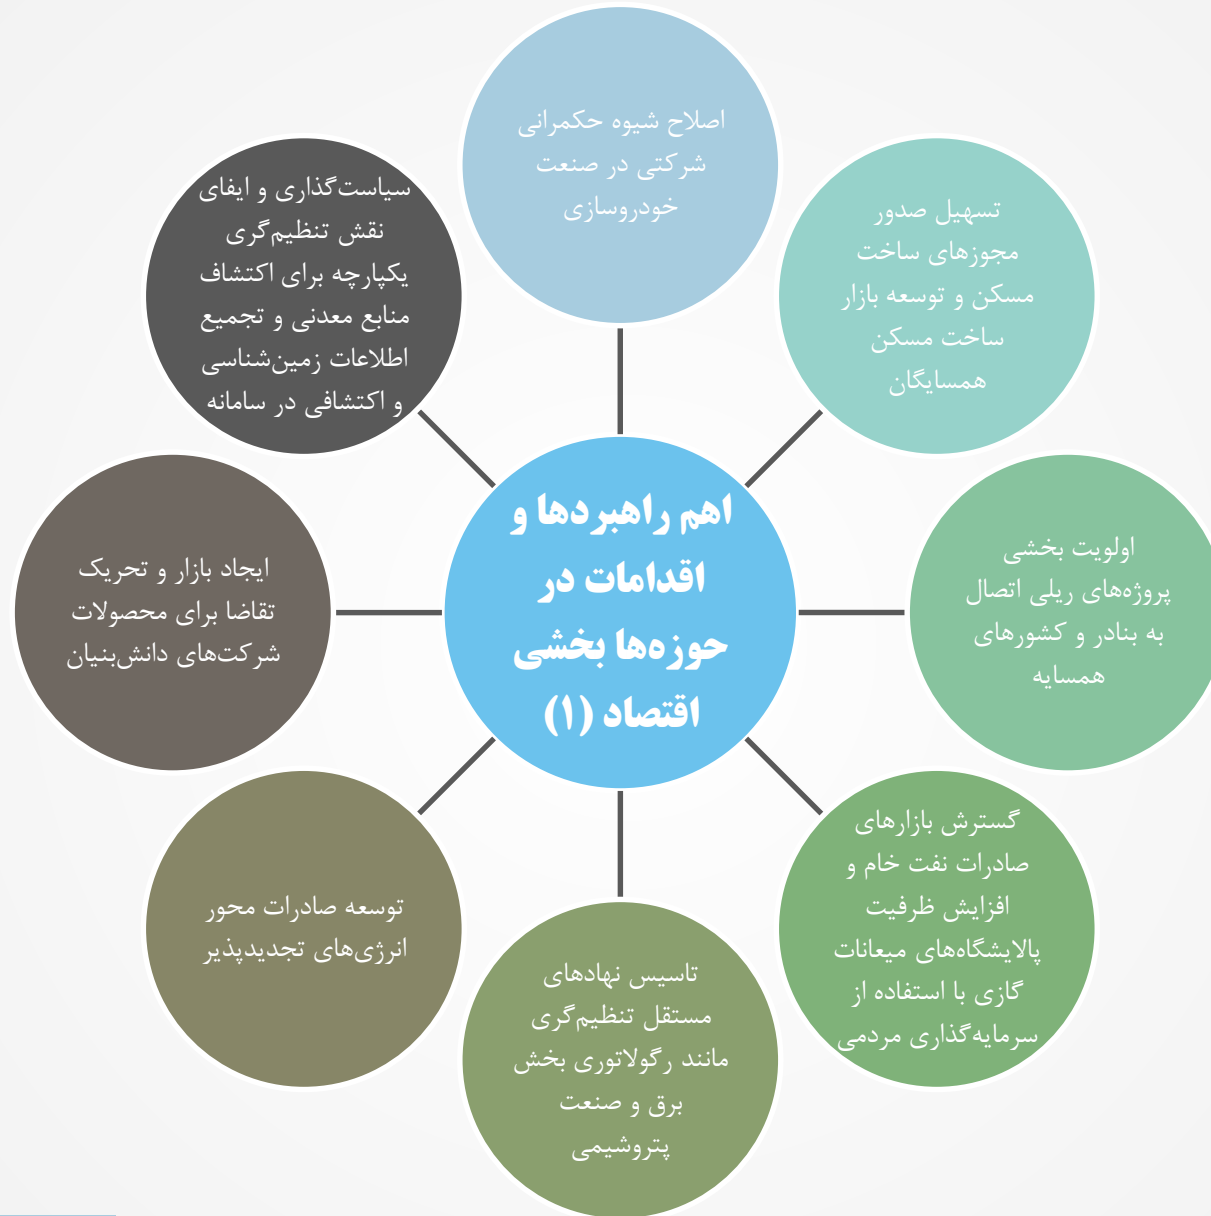 اهم راهبردها و
اقدامات در
حوزه‌ها بخشی
اقتصاد (۱)
اصلاح شیوه حکمرانی
شرکتی در صنعت
خودروسازی
تسهیل صدور
مجوزهای ساخت
مسکن و توسعه بازار
ساخت مسکن
همسایگان
اولویت بخشی
پروژه‌های ریلی اتصال
به بنادر و کشورهای
همسایه
گسترش بازارهای
صادرات نفت خام و
افزایش ظرفیت
پالایشگاه‌های میعانات
گازی با استفاده از
سرمایه‌گذاری مردمی
تاسیس نهادهای
مستقل تنظیم‌گری
مانند رگولاتوری بخش
برق و صنعت
پتروشیمی
توسعه صادرات محور
انرژی‌های تجدیدپذیر
ایجاد بازار و تحریک
تقاضا برای محصولات
شرکت‌های دانش‌بنیان
سیاست‌گذاری و ایفای
نقش تنظیم‌گری
یکپارچه برای اکتشاف
منابع معدنی و تجمیع
اطلاعات زمین‌شناسی
و اکتشافی در سامانه